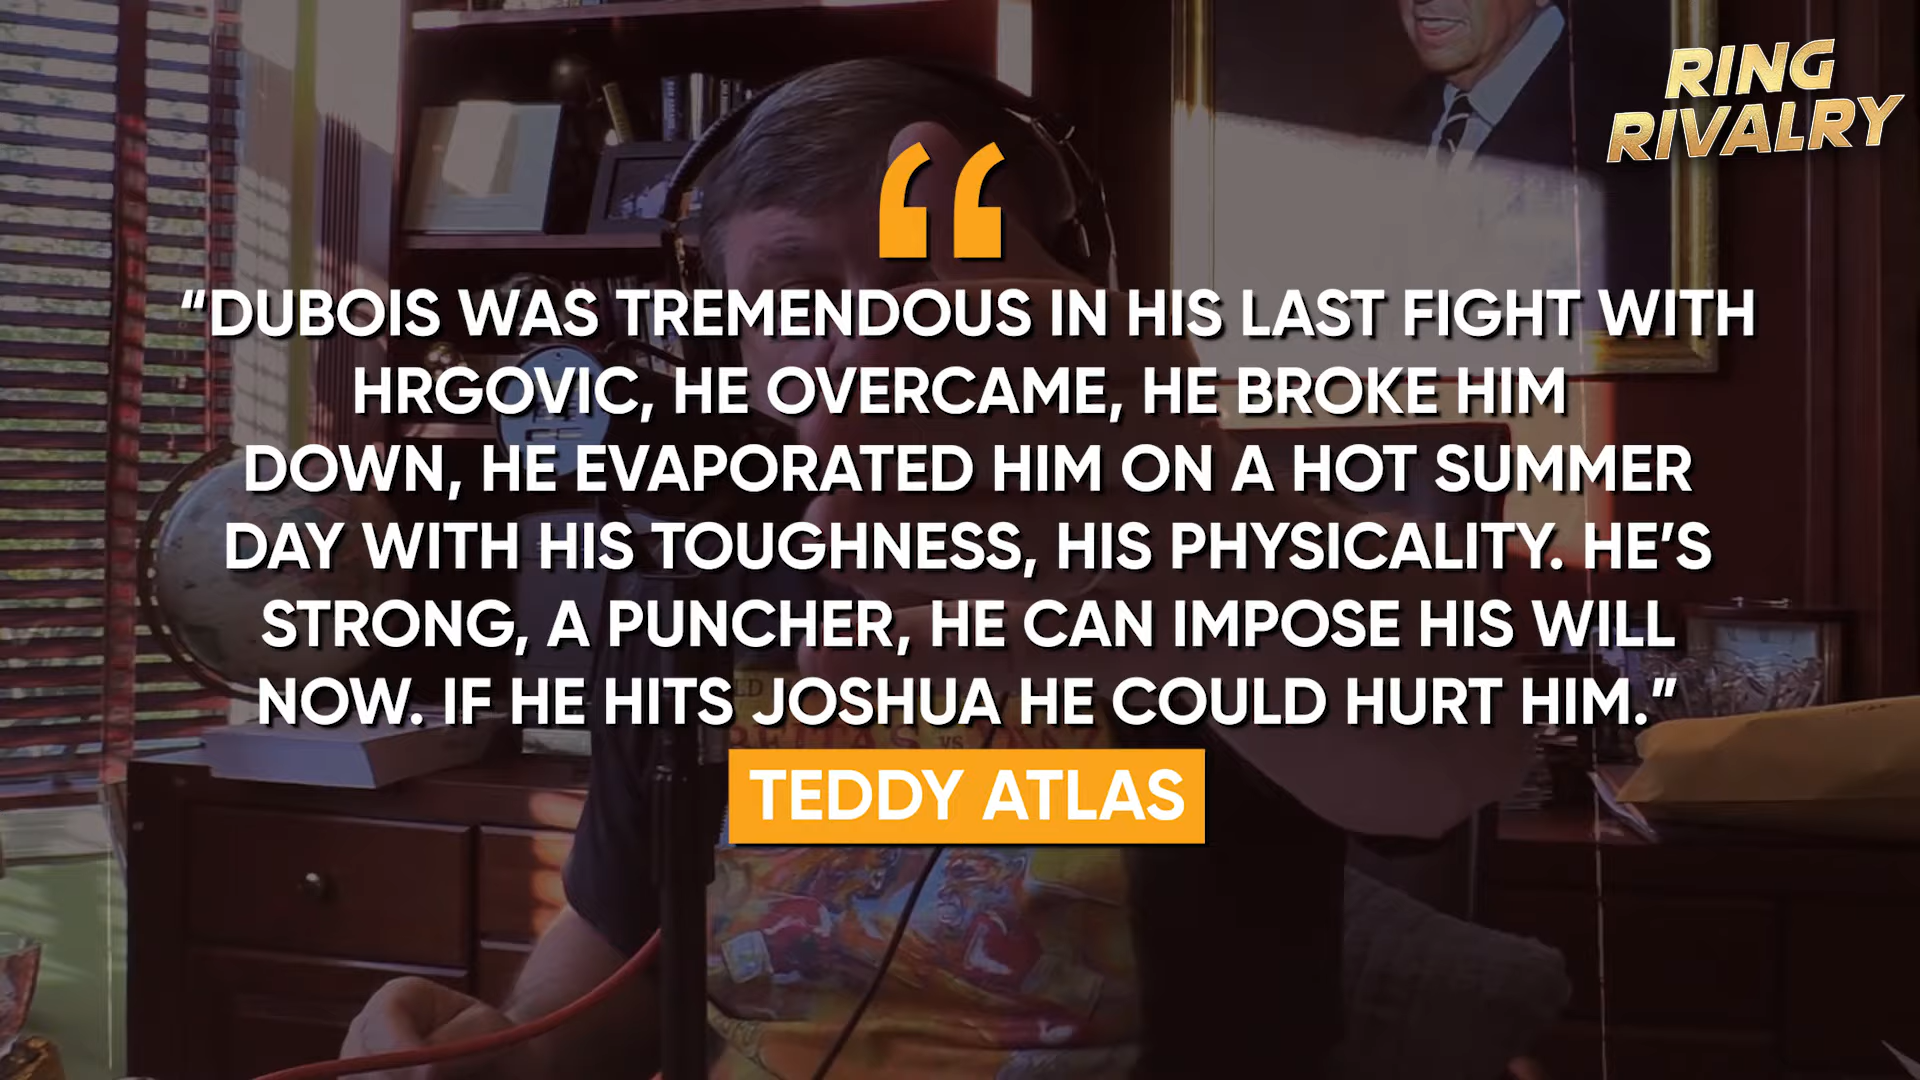 RING
RIVALRY
“DUBOIS WAS TREMENDOUS IN HIS LAST FIGHT WITH
HRGOVIC, HE OVERCAME, HE BROKE HIM
DOWN, HE EVAPORATED HIM ON A HOT SUMMER
DAY WITH HIS TOUGHNESS, HIS PHYSICALITY. HE’S
STRONG, A PUNCHER, HE CAN IMPOSE HIS WILL
NOW. IF HE HITS JOSHUA HE COULD HURT HIM.”
TEDDY ATLAS